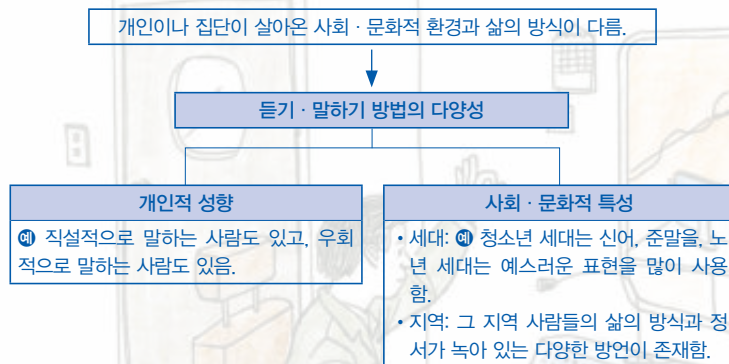 개인이나 집단이 살아온 사회 · 문화적 환경과 삶의 방식이 다름.
듣기 · 말하기 방법의 다양성
개인적 성향
예 직설적으로 말하는 사람도 있고, 우회
적으로 말하는 사람도 있음.
사회 · 문화적 특성
• 세대: 예 청소년 세대는 신어, 준말을, 노
년 세대는 예스러운 표현을 많이 사용
함.
• 지역: 그 지역 사람들의 삶의 방식과 정
서가 녹아 있는 다양한 방언이 존재함.